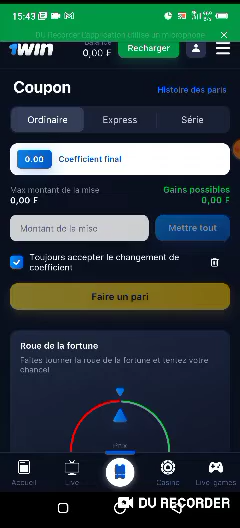 15:43
DU Recorder l'application utilise un microphone
1WIN
Balance
0,00 F
Recharger
Coupon
Histoire des paris
Ordinaire
Express
Série
0.00
Coefficient final
Max montant de la mise
Gains possibles
0,00 F
0,00 F
Montant de la mise
Mettre tout
Toujours accepter le changement de
coefficient
Faire un pari
Roue de la fortune
Faites tourner la roue de la fortune et tentez votre
chance!
Accueil
Live
Casino
Live-games
DU RECORDER